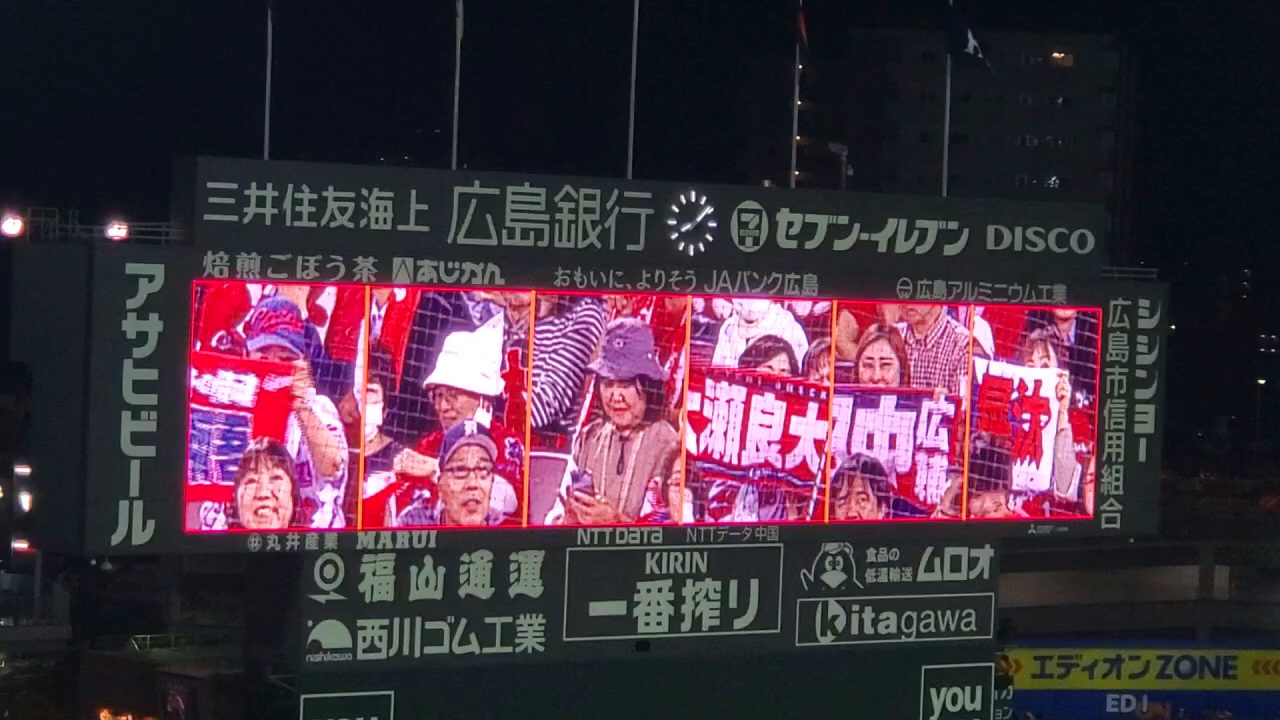 三井住友海上 広島銀行 セブン-イレブン DISCO
焙煎ごぼう茶 あじかん おもいに、よりそう JAバンク広島 広島アルミニウム工業
アサヒビール
大瀬良大
田中広輔
シシンヨー
広島市信用組合
丸井産業 MARUI NTTDATA NTTデータ中国
福山通運
西川ゴム工業
nishikawa
KIRIN
一番搾り
食品の
低温輸送
ムロオ
Kitagawa
エディオンZONE
EDI
you